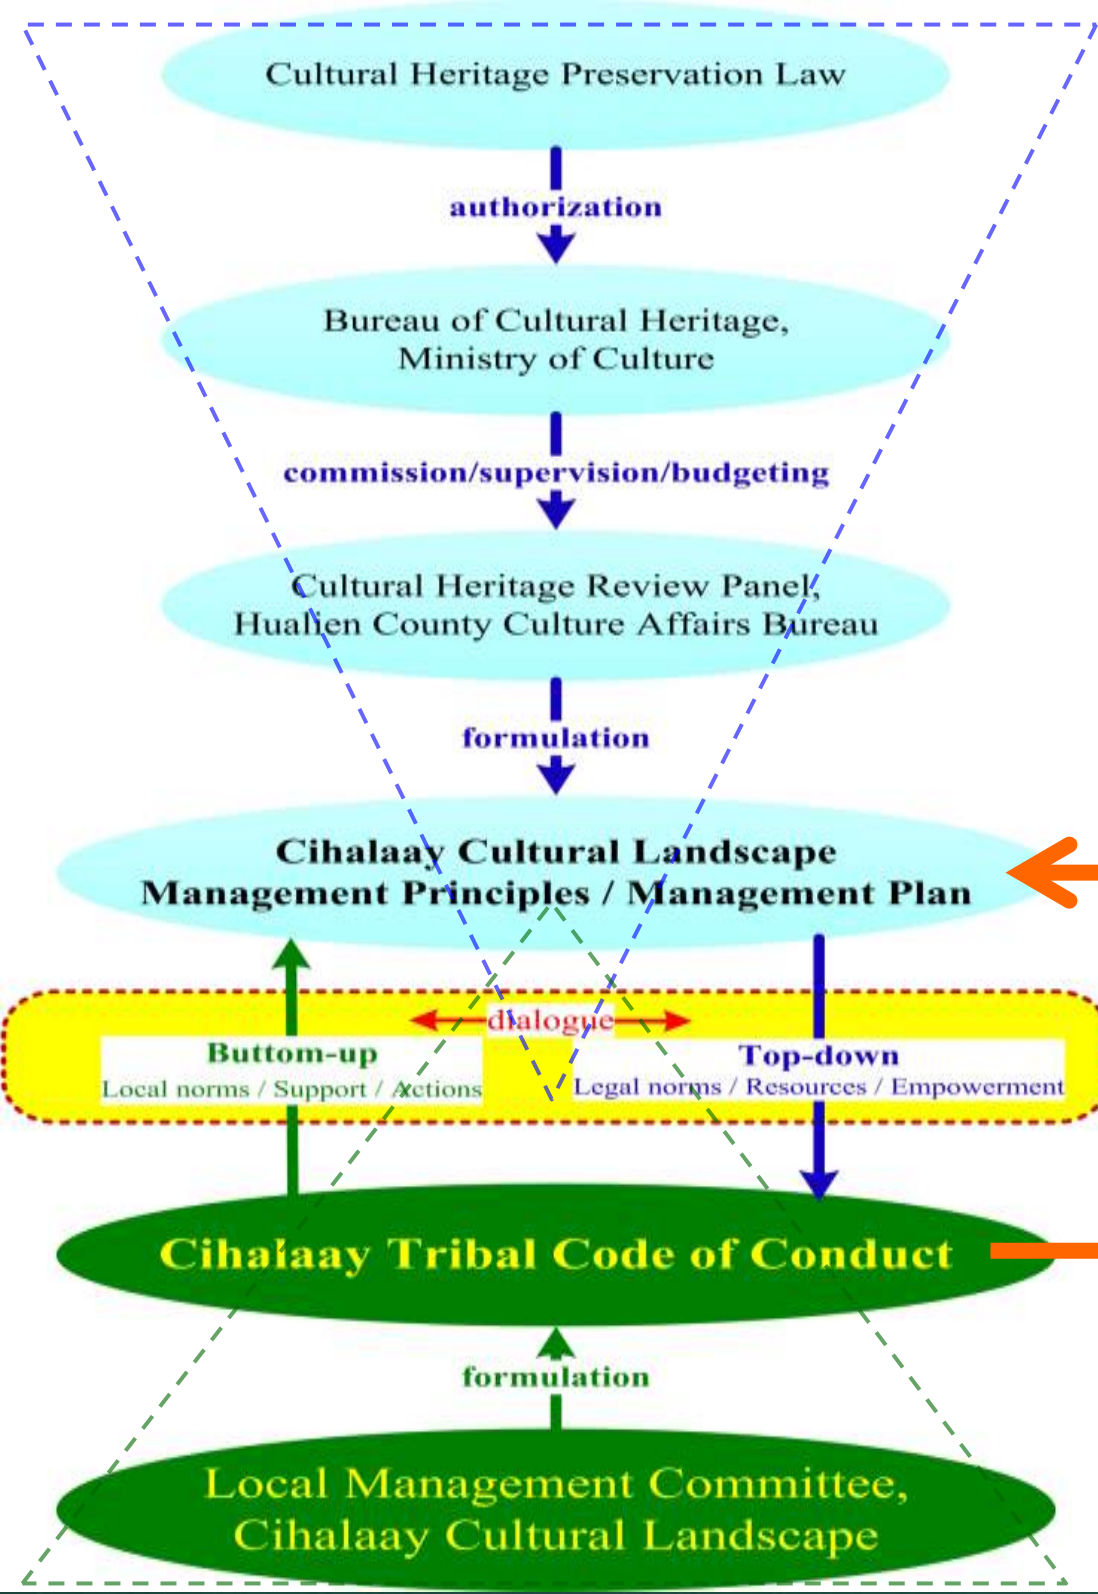 Cultural Heritage Preservation Law
authorization
Bureau of Cultural Heritage,
Ministry of Culture
commission/supervision/budgeting
Cultural Heritage Review Panel,
Hualien County Culture Affairs Bureau
formulation
Cihalaay Cultural Landscape
Management Principles / Management Plan
dialogue
Buttom-up
Local norms / Support / Actions
Top-down
Legal norms / Resources / Empowerment
Cihalaay Tribal Code of Conduct
formulation
Local Management Committee,
Cihalaay Cultural Landscape